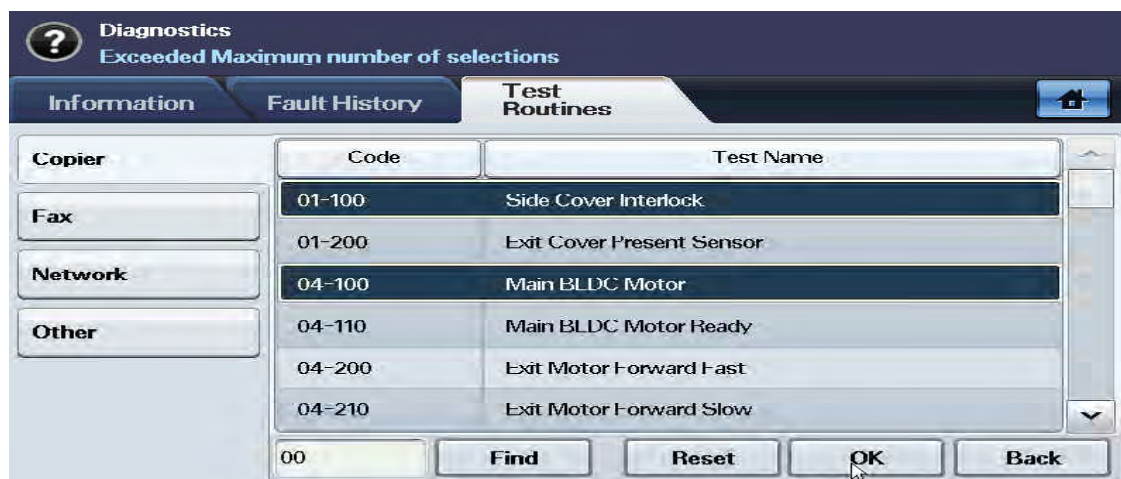 Diagnostics
Exceeded Maximum number of selections
Information
Fault History
Test
Routines
Copier
Fax
Network
Other
Code Test Name
01-100 Side Cover Interlock
01-200 Exit Cover Present Sensor
04-100 Main BLDC Motor
04-110 Main BLDC Motor Ready
04-200 Exit Motor Forward Fast
04-210 Exit Motor Forward Slow
00 Find Reset OK Back